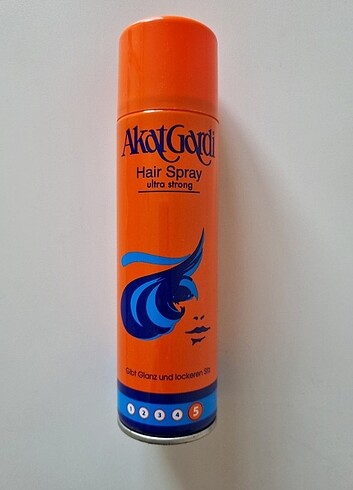 AkatGardi
Hair Spray
ultra strong
Gibt Glanz und lockeren Sitz
1 2 3 4 5